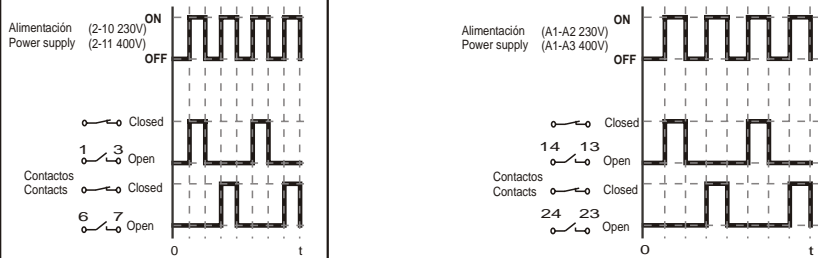 ON
Alimentación (2-10 230V)
Power supply (2-11 400V)
OFF
Closed
1 3
Open
Contactos
Contacts
Closed
6 7
Open
0 t
ON
Alimentación (A1-A2 230V)
Power supply (A1-A3 400V)
OFF
Closed
14 13
Open
Contactos
Contacts
Closed
24 23
Open
0 t